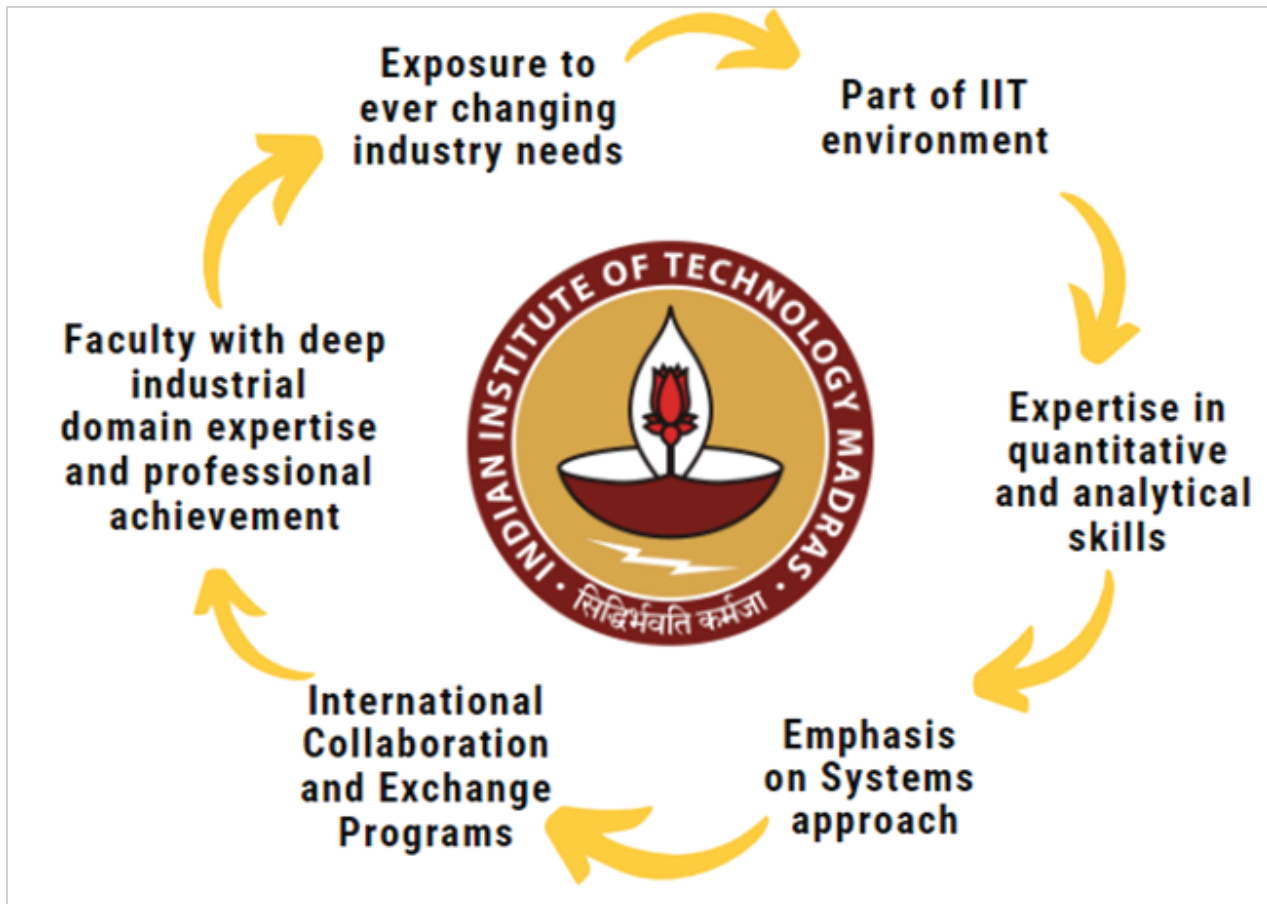 Exposure to
ever changing
industry needs
Part of IIT
environment
Expertise in
quantitative
and analytical
skills
Emphasis
on Systems
approach
International
Collaboration
and Exchange
Programs
Faculty with deep
industrial
domain expertise
and professional
achievement
INDIAN INSTITUTE OF TECHNOLOGY MADRAS
सिद्धिर्भवति कर्मजा